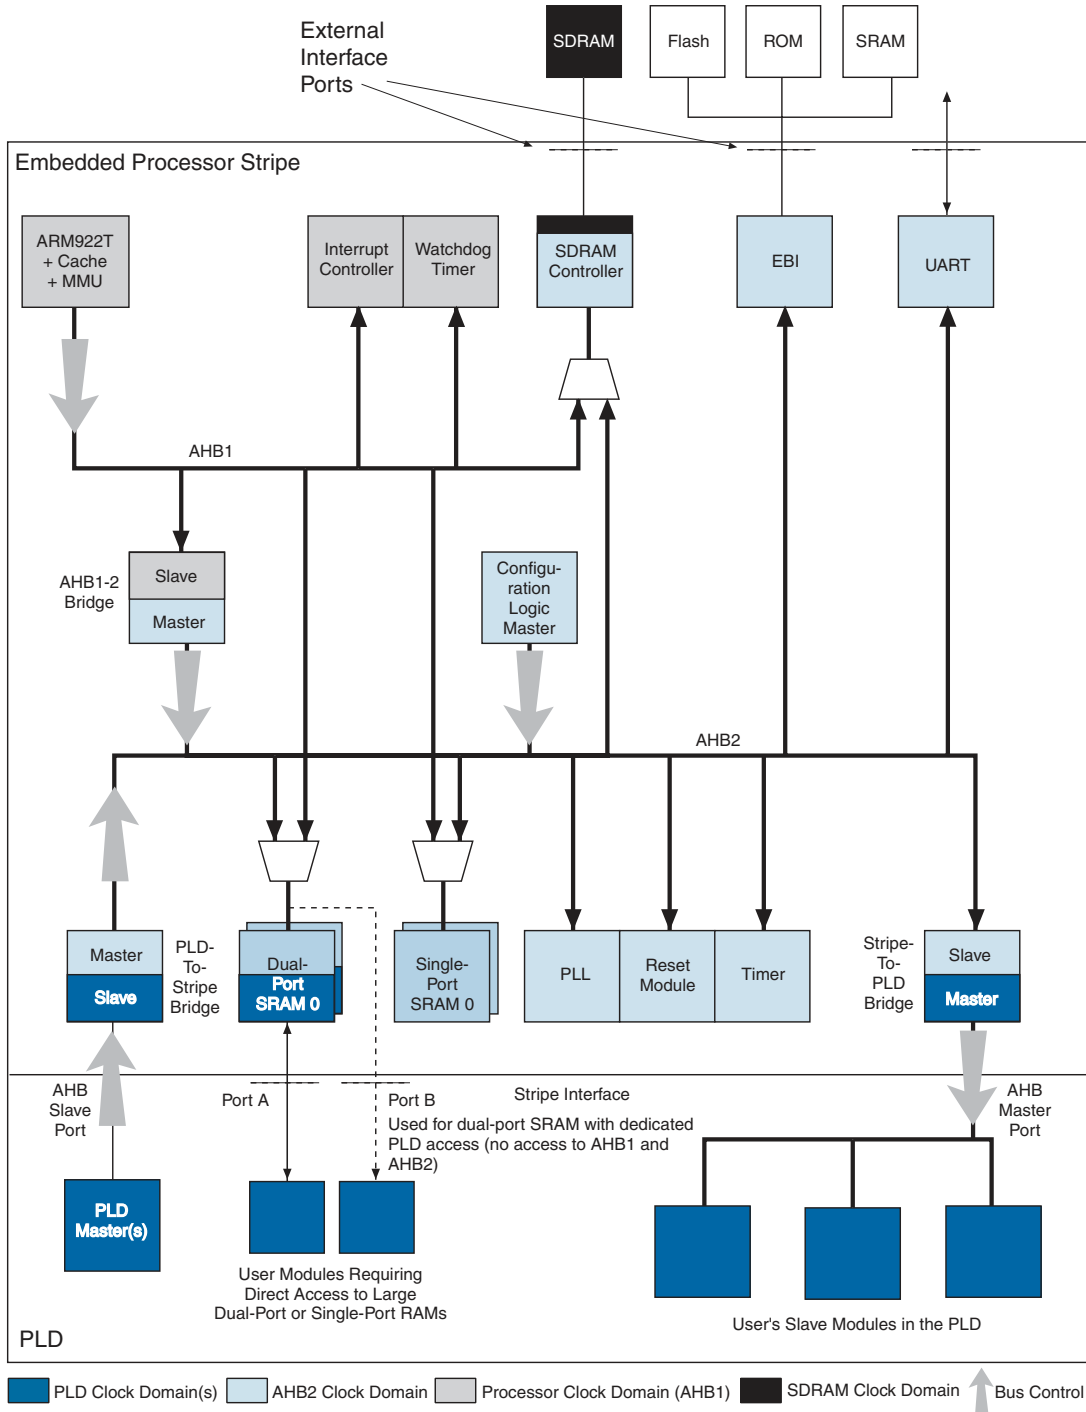 External
Interface
Ports
SDRAM
Flash
ROM
SRAM
Embedded Processor Stripe
ARM922T
+ Cache
+ MMU
Interrupt
Controller
Watchdog
Timer
SDRAM
Controller
EBI
UART
AHB1
AHB1-2
Bridge
Slave
Master
Configu-
ration
Logic
Master
AHB2
Master
Slave
PLD-
To-
Stripe
Bridge
Dual-
Port
SRAM 0
Single-
Port
SRAM 0
PLL
Reset
Module
Timer
Stripe-
To-
PLD
Bridge
Slave
Master
AHB
Slave
Port
Port A
Port B
Stripe Interface
Used for dual-port SRAM with dedicated
PLD access (no access to AHB1 and
AHB2)
AHB
Master
Port
PLD
Master(s)
User Modules Requiring
Direct Access to Large
Dual-Port or Single-Port RAMs
User's Slave Modules in the PLD
PLD
PLD Clock Domain(s)
AHB2 Clock Domain
Processor Clock Domain (AHB1)
SDRAM Clock Domain
Bus Control